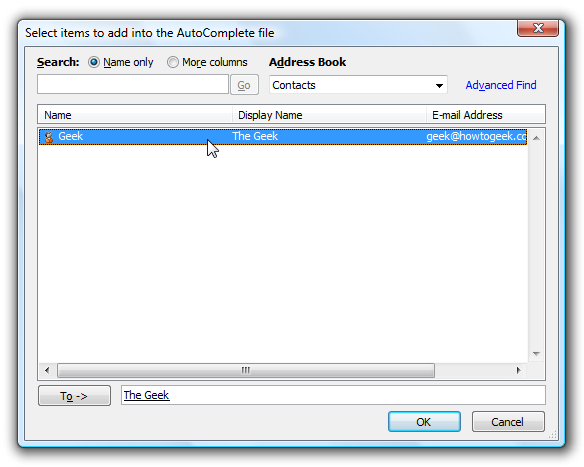 Select items to add into the AutoComplete file
Search: Name only More columns Address Book
Go Contacts Advanced Find
Name Display Name E-mail Address
Geek The Geek geek@howtogeek.cc
To -> The Geek
OK Cancel